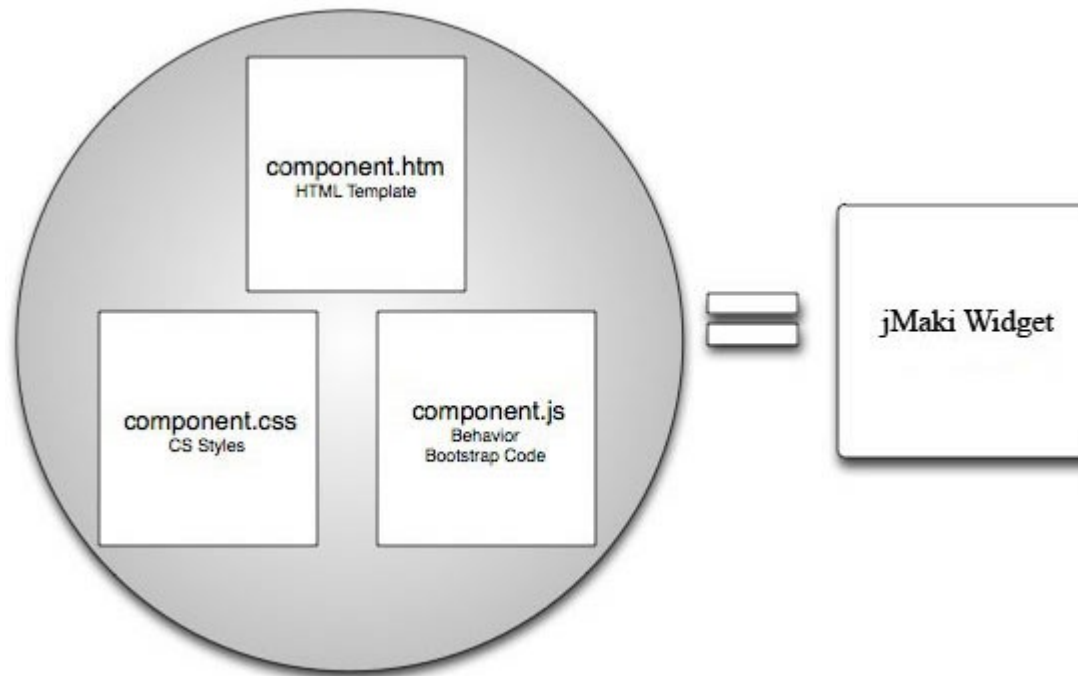 component.htm
HTML Template
component.css
CS Styles
component.js
Behavior
Bootstrap Code
jMaki Widget